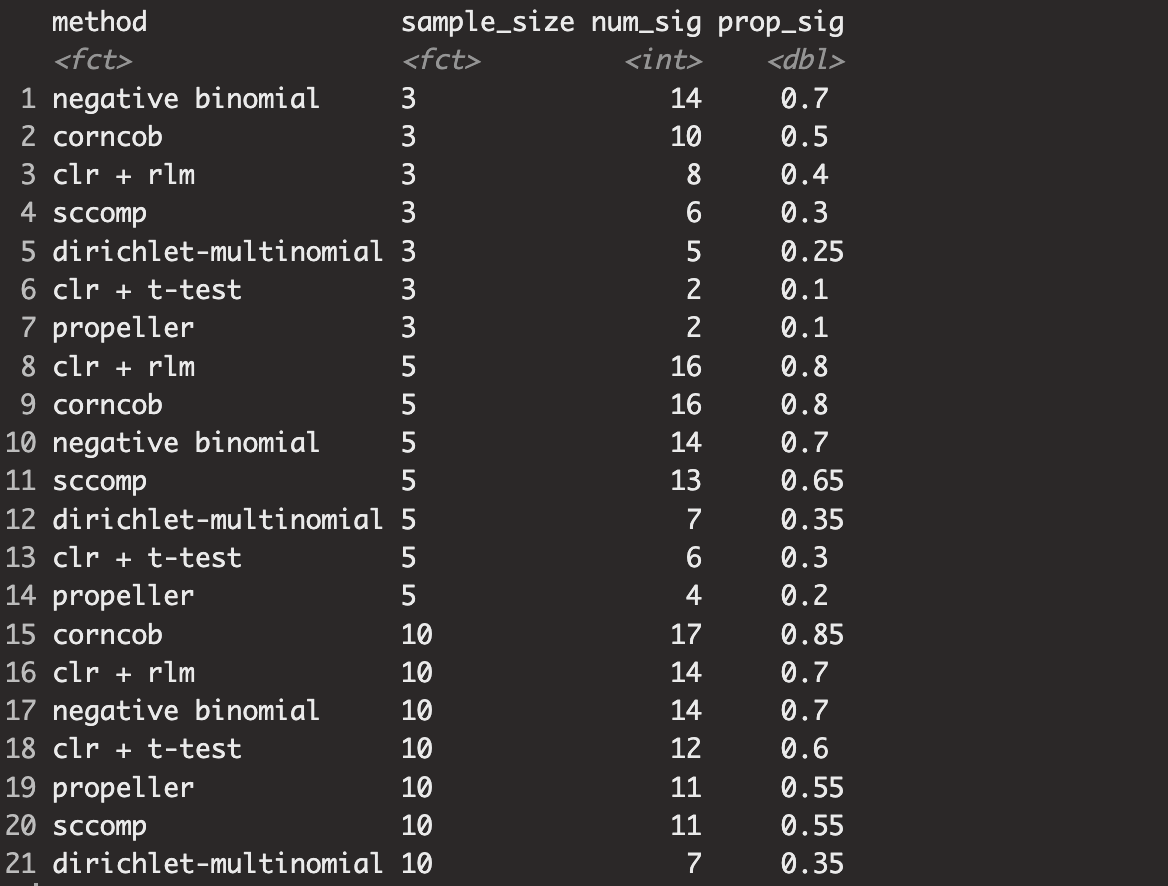 method sample_size num_sig prop_sig
<fct> <fct> <int> <dbl>
1 negative binomial 3 14 0.7
2 corncob 3 10 0.5
3 clr + rlm 3 8 0.4
4 sccomp 3 6 0.3
5 dirichlet-multinomial 3 5 0.25
6 clr + t-test 3 2 0.1
7 propeller 3 2 0.1
8 clr + rlm 5 16 0.8
9 corncob 5 16 0.8
10 negative binomial 5 14 0.7
11 sccomp 5 13 0.65
12 dirichlet-multinomial 5 7 0.35
13 clr + t-test 5 6 0.3
14 propeller 5 4 0.2
15 corncob 10 17 0.85
16 clr + rlm 10 14 0.7
17 negative binomial 10 14 0.7
18 clr + t-test 10 12 0.6
19 propeller 10 11 0.55
20 sccomp 10 11 0.55
21 dirichlet-multinomial 10 7 0.35